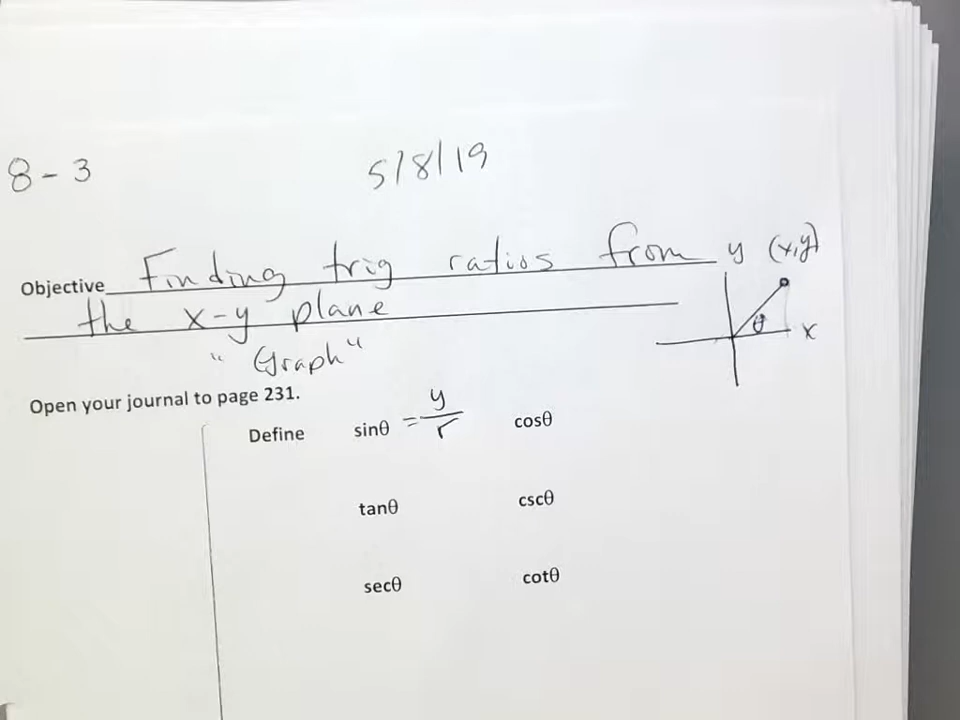 8-3 5/8/19
Objective Finding trig ratios from
the x-y plane
"Graph"
y (x,y)
θ x
Open your journal to page 231.
Define sinθ = y/r cosθ
tanθ cscθ
secθ cotθ